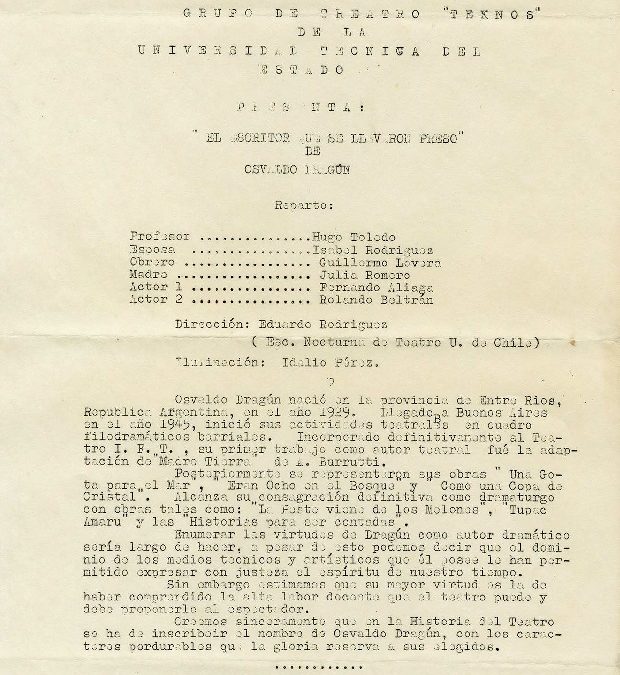 GRUPO DE TREATRO "TEKNOS"
DE LA
UNIVERSIDAD TECNICA DEL
ESTADO
PRESENTA:
"EL ESCRITOR QUE SE LLEVARON PRESO"
DE
OSVALDO DRAGÚN
Reparto:
Profesor ...............Hugo Toledo
Esposa ...............Isabel Rodriguez
Obrero ............... Guillermo Lovera
Madre ................ Julia Romero
Actor 1 .............. Fernando Aliaga
Actor 2 .............. Rolando Beltrán
Dirección: Eduardo Rodriguez
( Esc. Nocturna de Teatro U. de Chile)
Iluminación: Idalio Pérez.
Osvaldo Dragún nació en la provincia de Entre Rios,
Republica Argentina, en el año 1929. Llegado a Buenos Aires
en el año 1945, inició sus actividades teatrales en cuadro
filodramáticos barriales. Incorporado definitivamente al Tea-
tro I. F. T. , su primer trabajo como autor teatral fué la adap-
tación de "Madre Tierra" de A. Burrutti.
Posteriormente se representaron sus obras " Una Go-
ta para el Mar", "Eran Ocho en el Bosque" y "Como una Copa de
Cristal". Alcanza su consagración definitiva como dramaturgo
con obras tales como: "La Peste viene de los Melones", "Tupac
Amaru" y las "Historias para ser contadas".
Enumerar las virtudes de Dragún como autor dramático
sería largo de hacer, a pesar de esto podemos decir que el domi-
nio de los medios tecnicos y artísticos que él posee le han per-
mitido expresar con justeza el espíritu de nuestro tiempo.
Sin embargo estimamos que su mayor virtud es la de
haber comprendido la alta labor docente que el teatro puede y
debe proponerle al espectador.
Creemos sinceramente que en la Historia del Teatro
se ha de inscribeir el nombre de Osvaldo Dragún, con los carac-
teres perdurables que la gloria reserva a sus elegidos.
............